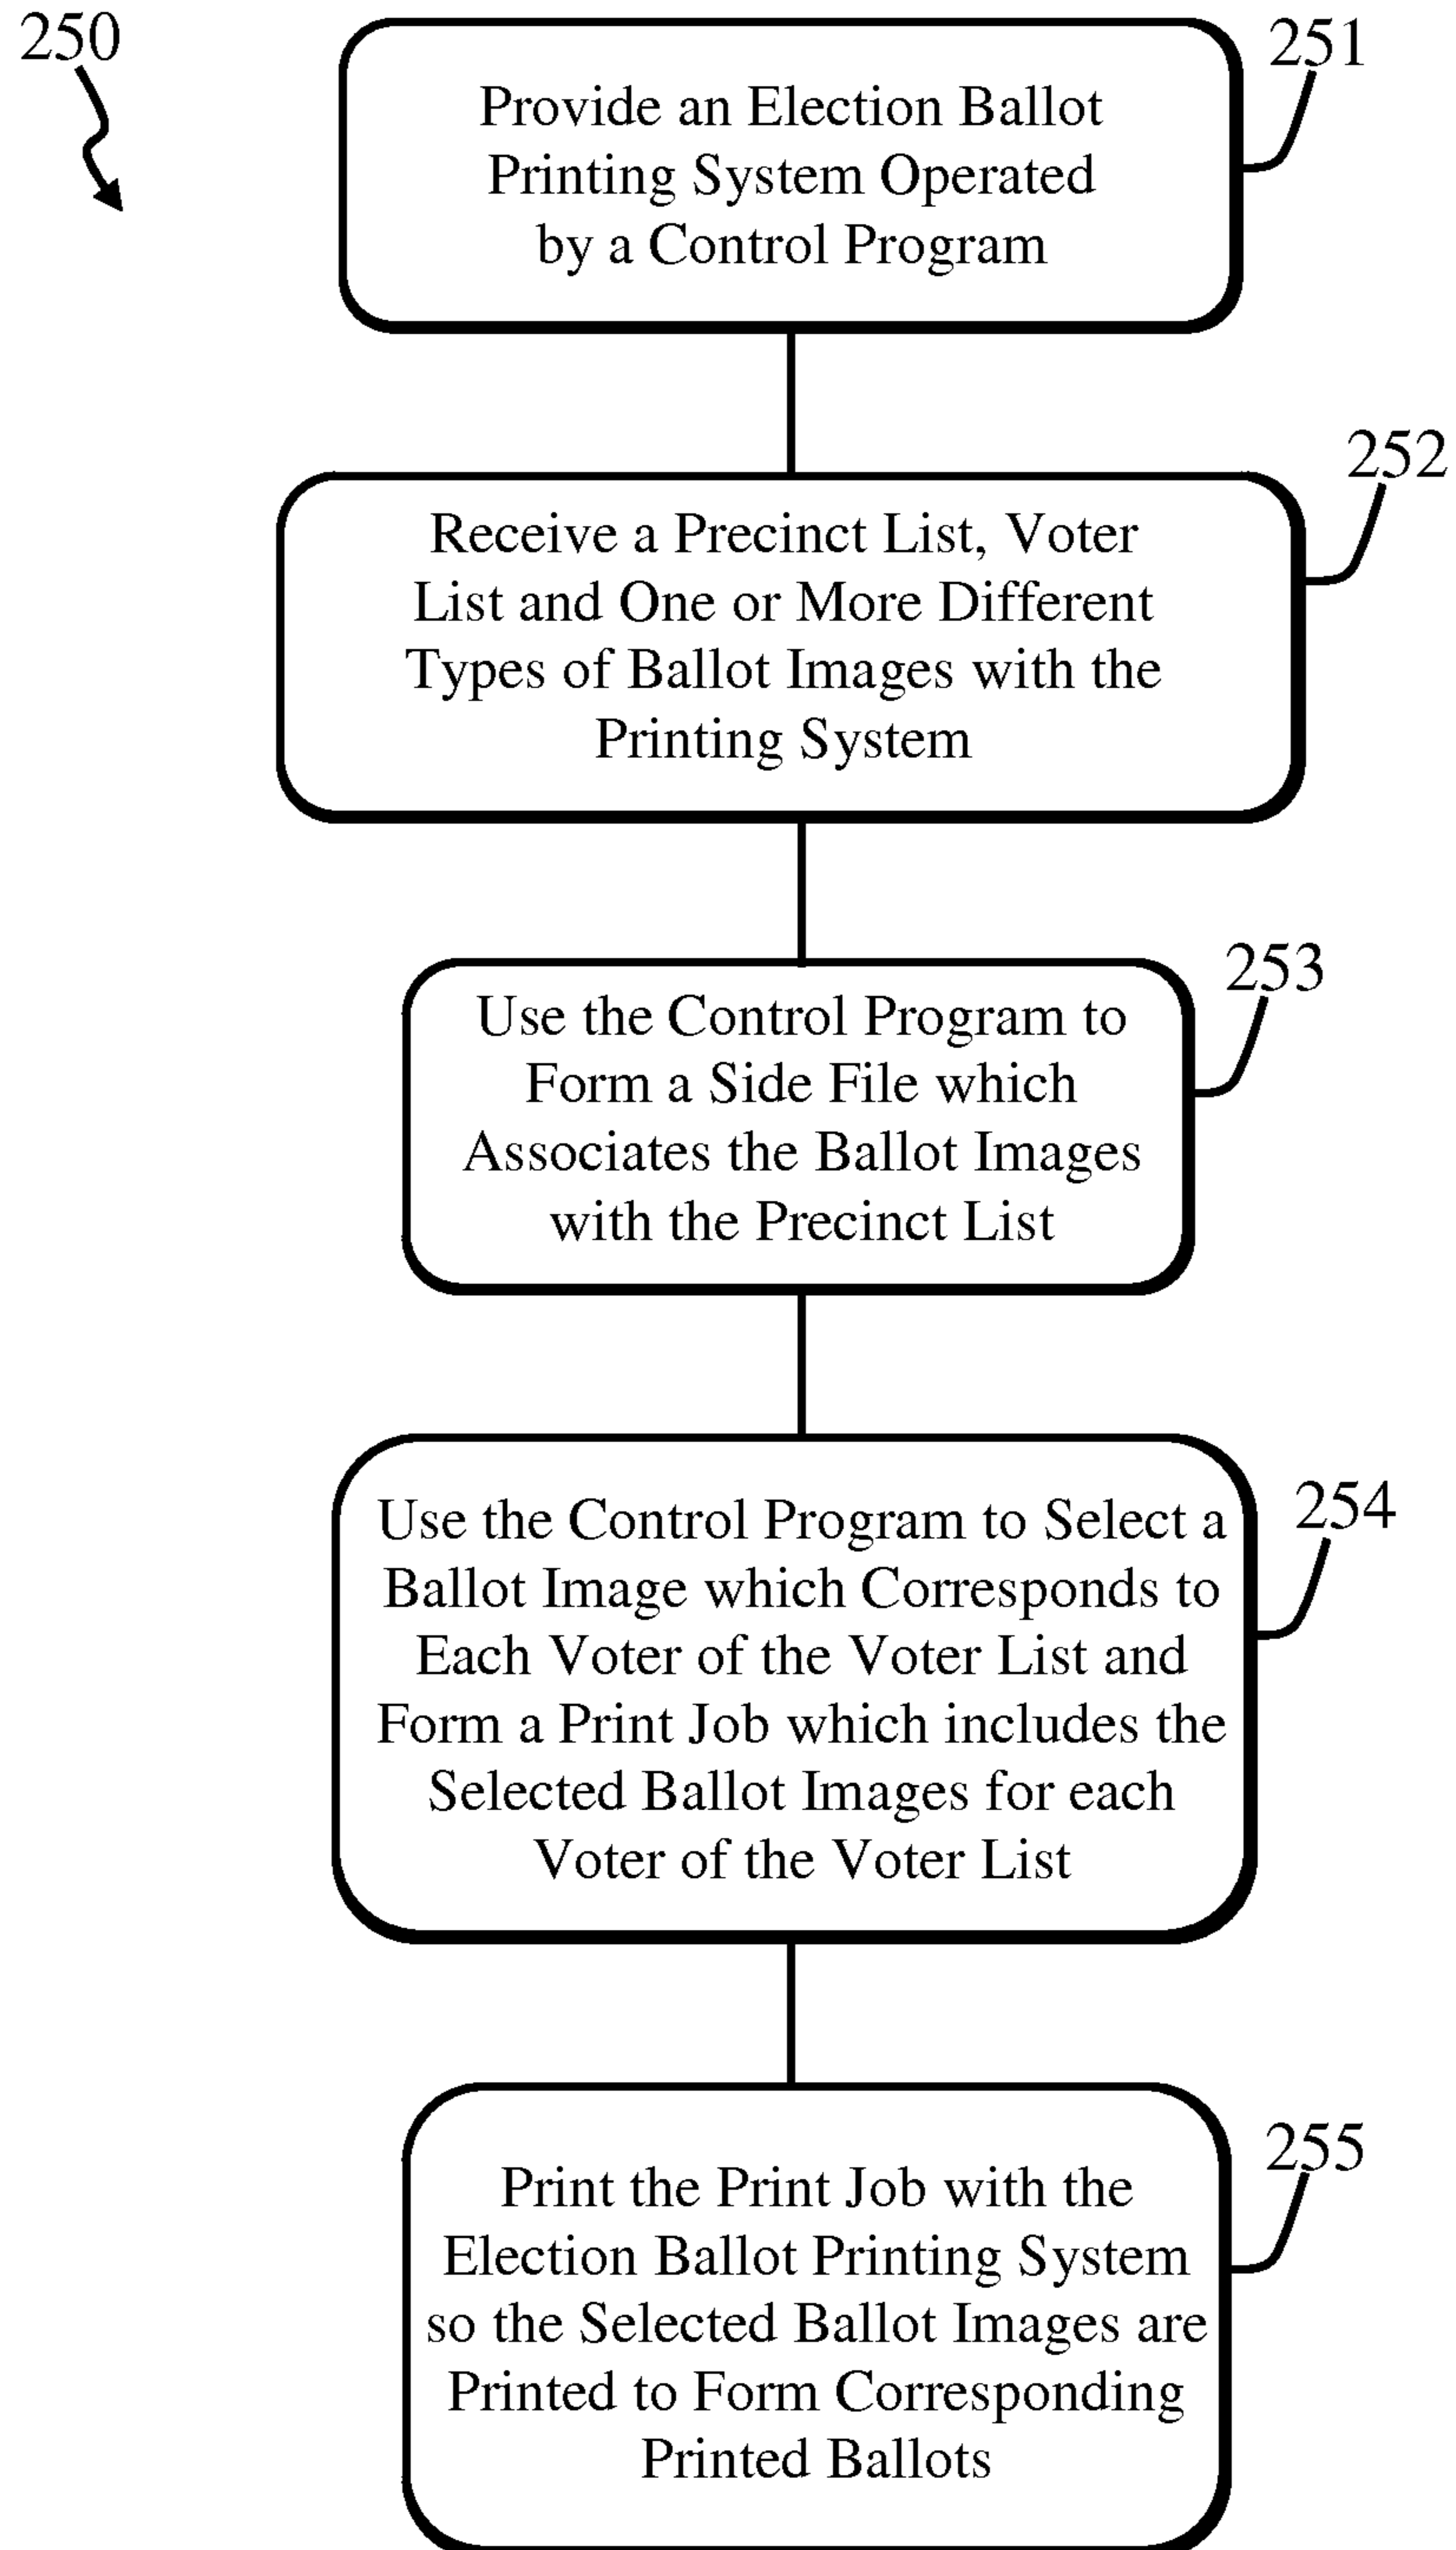 250
251
Provide an Election Ballot
Printing System Operated
by a Control Program
252
Receive a Precinct List, Voter
List and One or More Different
Types of Ballot Images with the
Printing System
253
Use the Control Program to
Form a Side File which
Associates the Ballot Images
with the Precinct List
254
Use the Control Program to Select a
Ballot Image which Corresponds to
Each Voter of the Voter List and
Form a Print Job which includes the
Selected Ballot Images for each
Voter of the Voter List
255
Print the Print Job with the
Election Ballot Printing System
so the Selected Ballot Images are
Printed to Form Corresponding
Printed Ballots